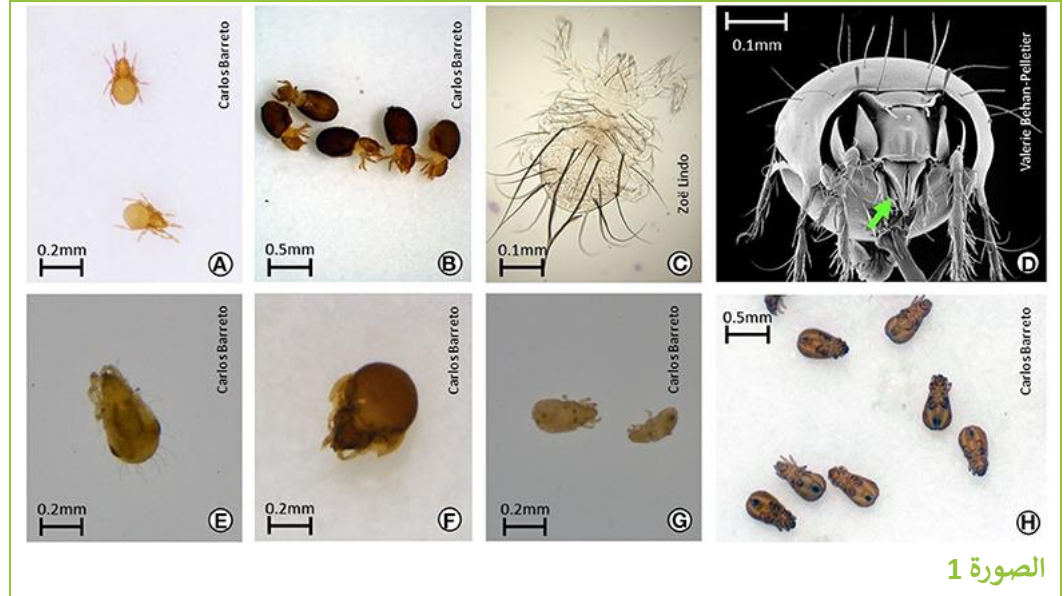 Carlos Barreto
0.2mm
A
Carlos Barreto
0.5mm
B
Zoë Lindo
0.1mm
C
0.1mm
Valerie Behan-Pelletier
D
Carlos Barreto
0.2mm
E
Carlos Barreto
0.2mm
F
Carlos Barreto
0.2mm
G
0.5mm
Carlos Barreto
H
الصورة 1